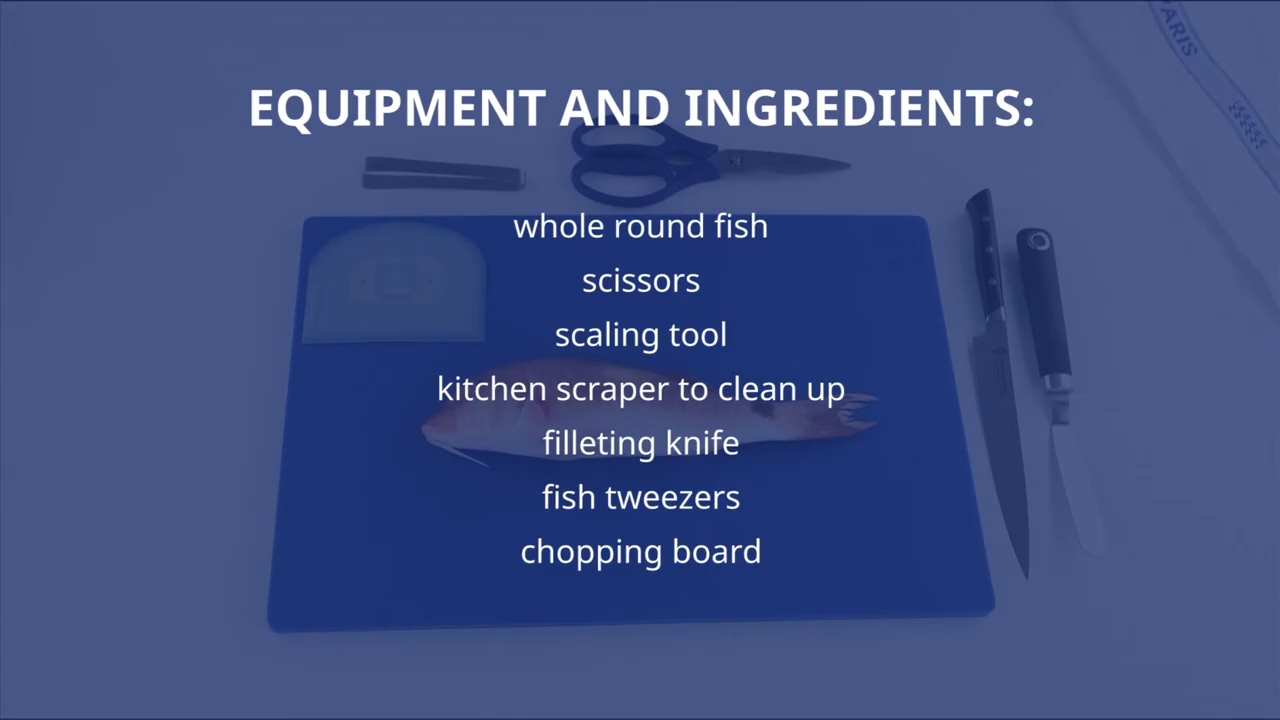 PARIS
EQUIPMENT AND INGREDIENTS:
whole round fish
scissors
scaling tool
kitchen scraper to clean up
filleting knife
fish tweezers
chopping board